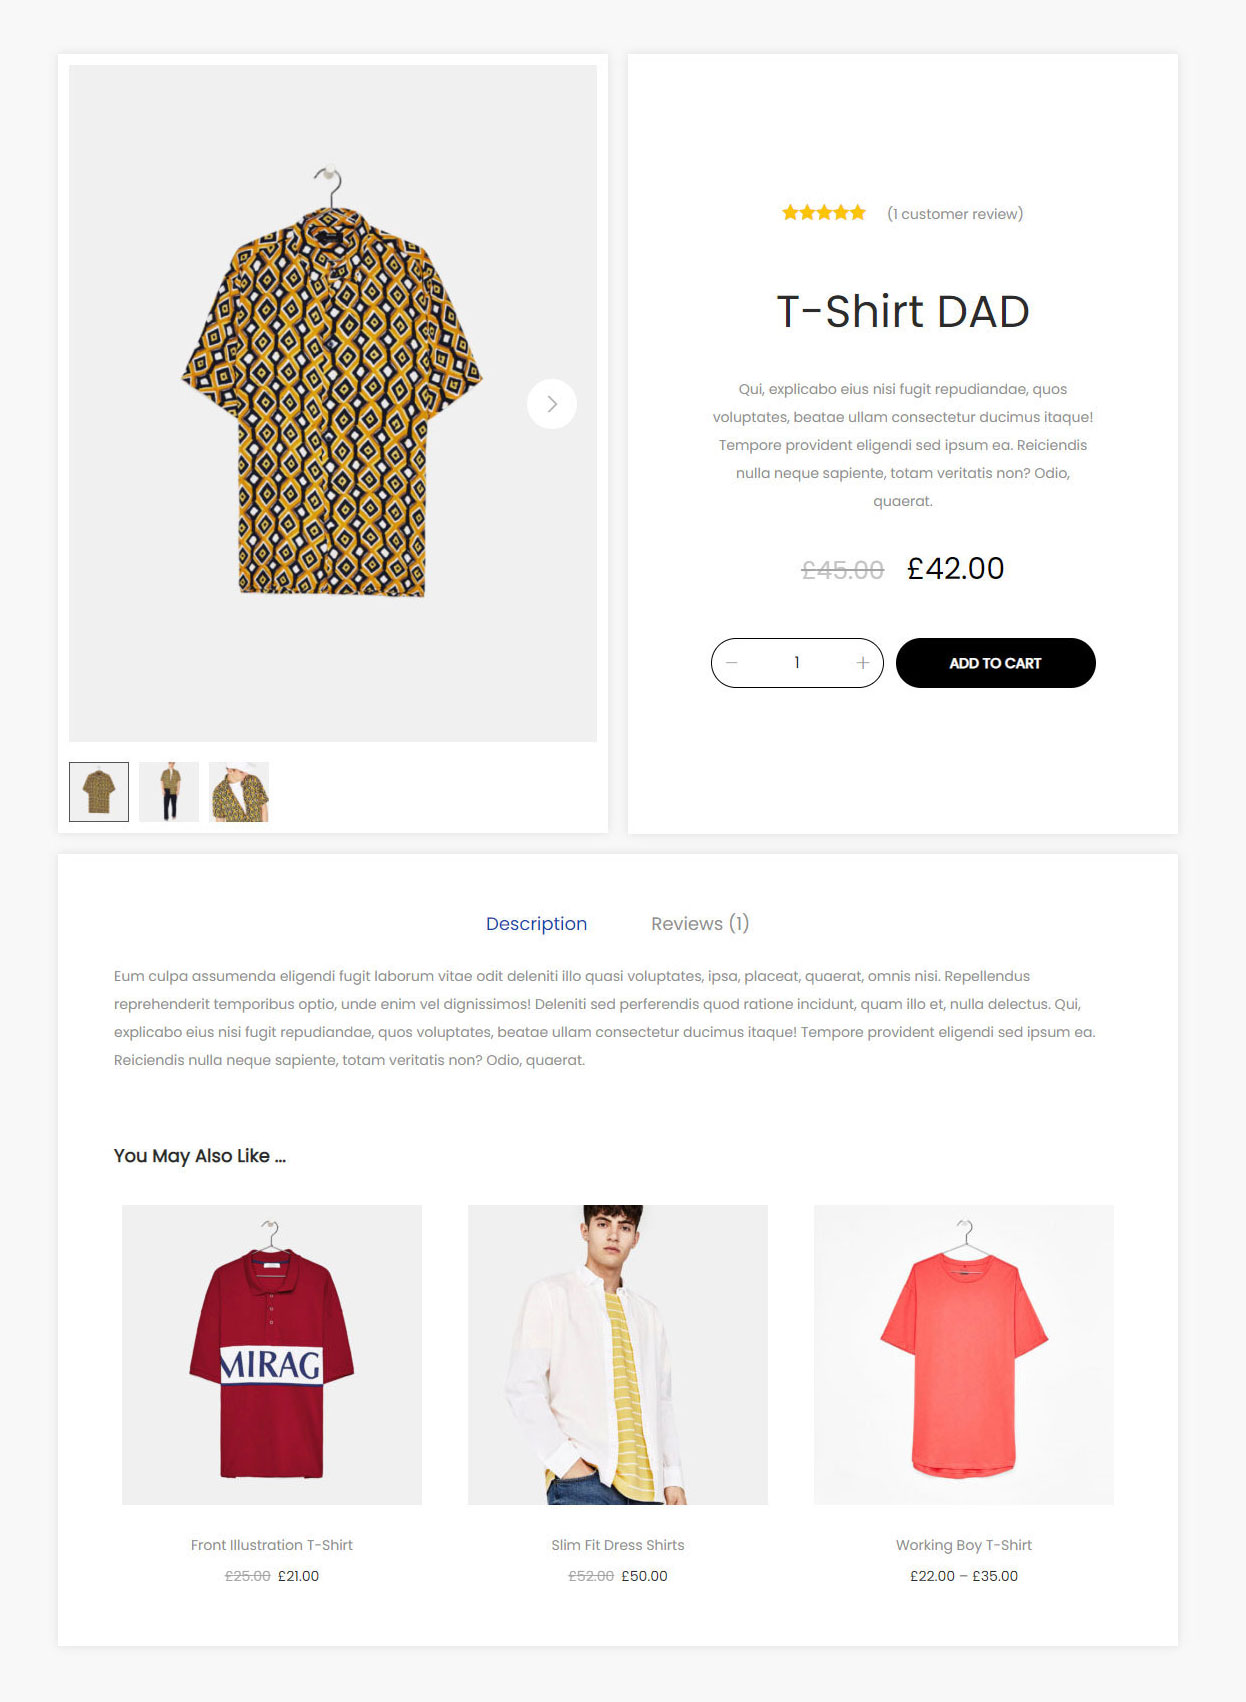 (1 customer review)
T-Shirt DAD
Qui, explicabo eius nisi fugit repudiandae, quos
voluptates, beatae ullam consectetur ducimus itaque!
Tempore provident eligendi sed ipsum ea. Reiciendis
nulla neque sapiente, totam veritatis non? Odio,
quaerat.
£45.00 £42.00
− 1 + ADD TO CART
Description Reviews (1)
Eum culpa assumenda eligendi fugit laborum vitae odit deleniti illo quasi voluptates, ipsa, placeat, quaerat, omnis nisi. Repellendus
reprehenderit temporibus optio, unde enim vel dignissimos! Deleniti sed perferendis quod ratione incidunt, quam illo et, nulla delectus. Qui,
explicabo eius nisi fugit repudiandae, quos voluptates, beatae ullam consectetur ducimus itaque! Tempore provident eligendi sed ipsum ea.
Reiciendis nulla neque sapiente, totam veritatis non? Odio, quaerat.
You May Also Like ...
MIRAG
Front Illustration T-Shirt
£25.00 £21.00
Slim Fit Dress Shirts
£52.00 £50.00
Working Boy T-Shirt
£22.00 – £35.00